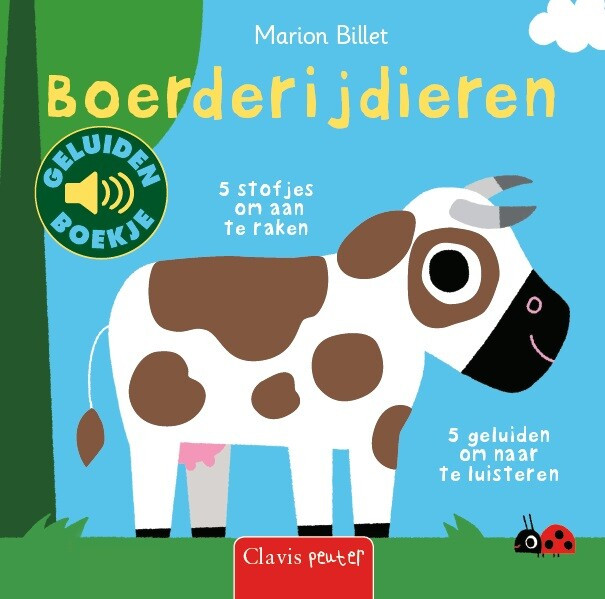 Marion Billet
Boerderijdieren
GELUIDEN
BOEKJE
5 stofjes
om aan
te raken
5 geluiden
om naar
te luisteren
Clavis peuter